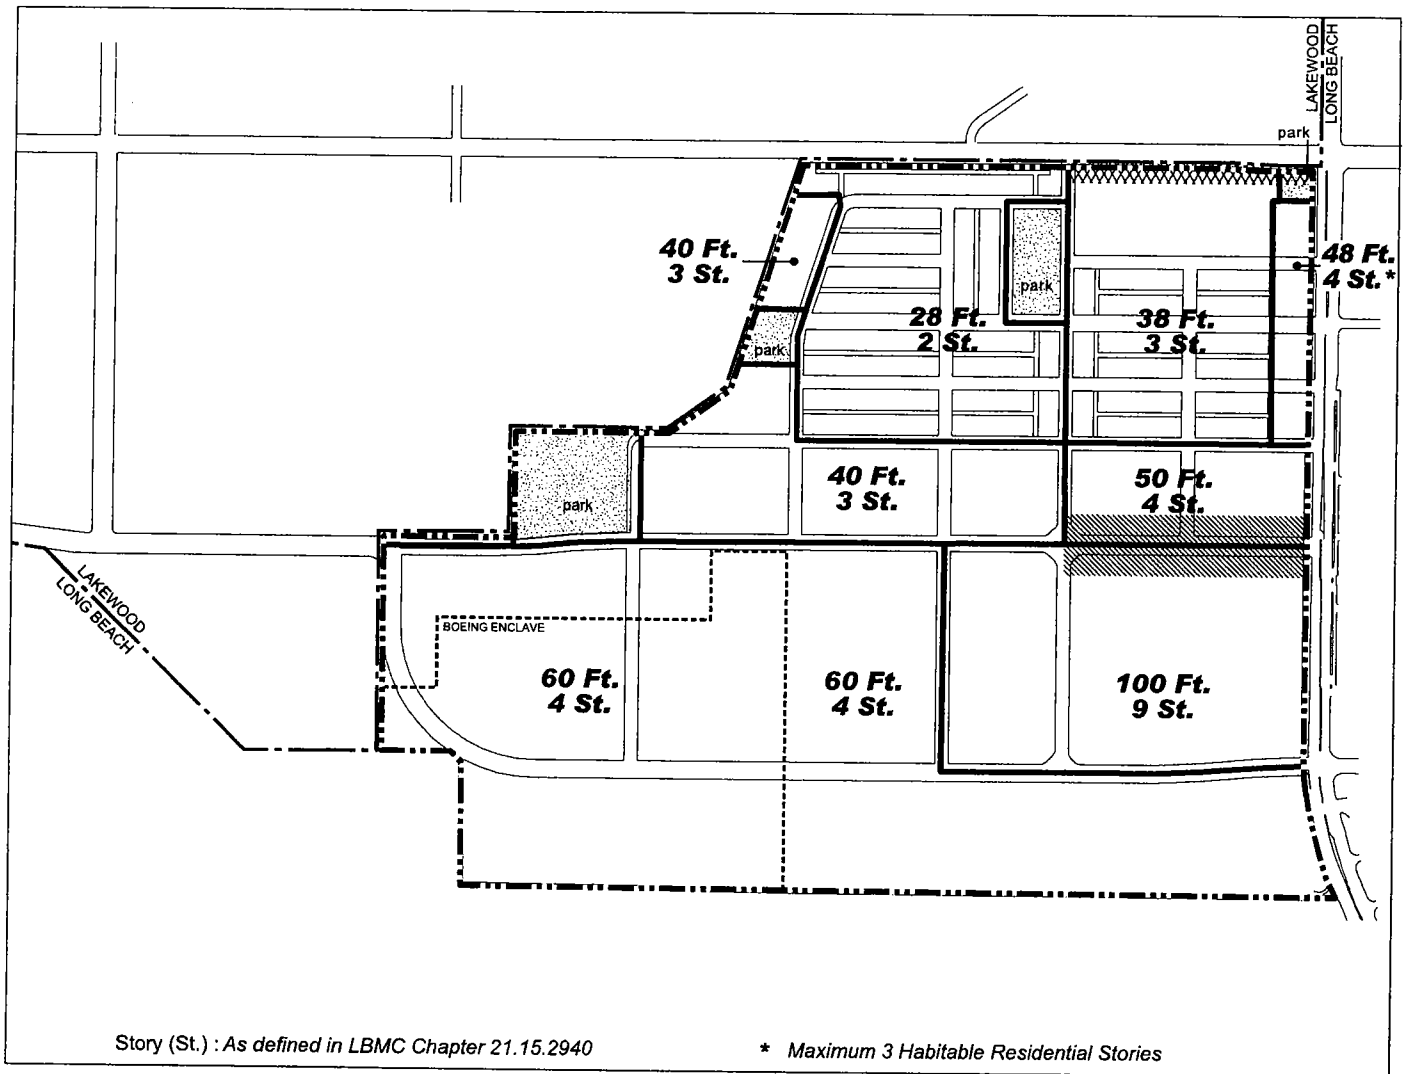 LAKEWOOD
LONG BEACH
park
40 Ft.
3 St.
48 Ft.
4 St.*
park
28 Ft.
2 St.
38 Ft.
3 St.
park
40 Ft.
3 St.
50 Ft.
4 St.
park
LAKEWOOD
LONG BEACH
BOEING ENCLAVE
60 Ft.
4 St.
60 Ft.
4 St.
100 Ft.
9 St.
Story (St.) : As defined in LBMC Chapter 21.15.2940
* Maximum 3 Habitable Residential Stories